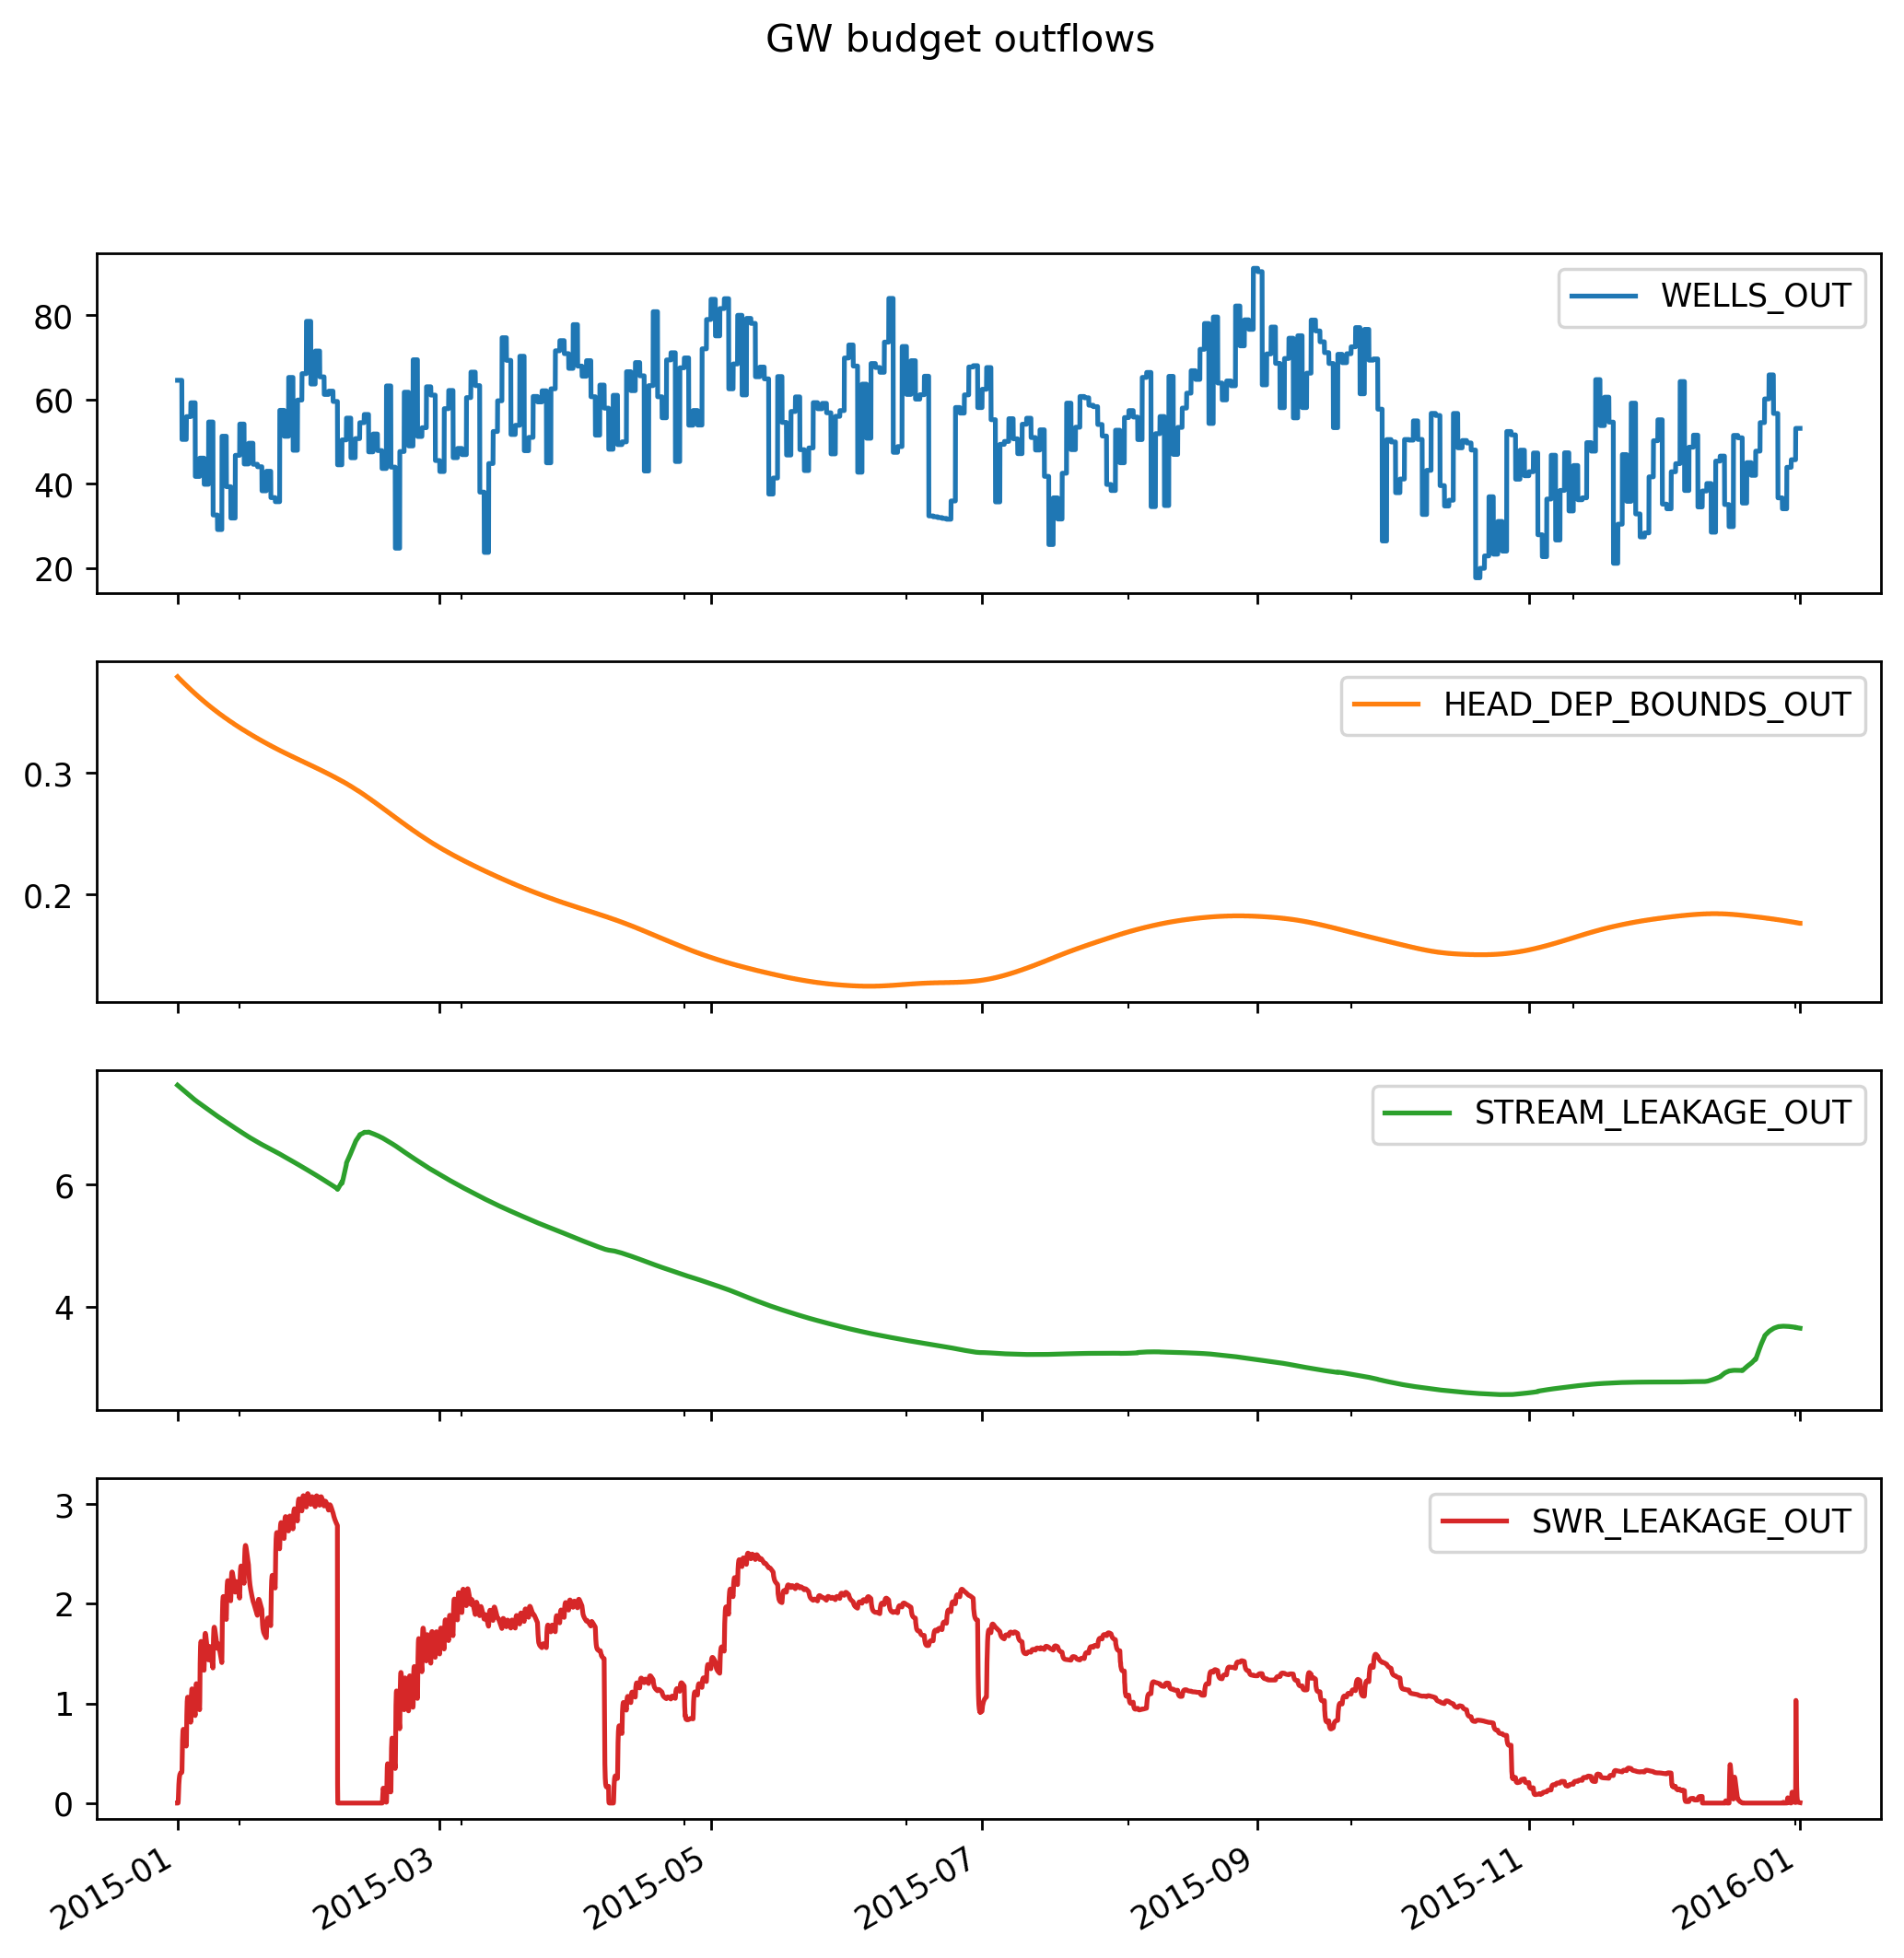 GW budget outflows
WELLS_OUT
80
60
40
20
HEAD_DEP_BOUNDS_OUT
0.3
0.2
STREAM_LEAKAGE_OUT
6
4
SWR_LEAKAGE_OUT
3
2
1
0
2015-01 2015-03 2015-05 2015-07 2015-09 2015-11 2016-01